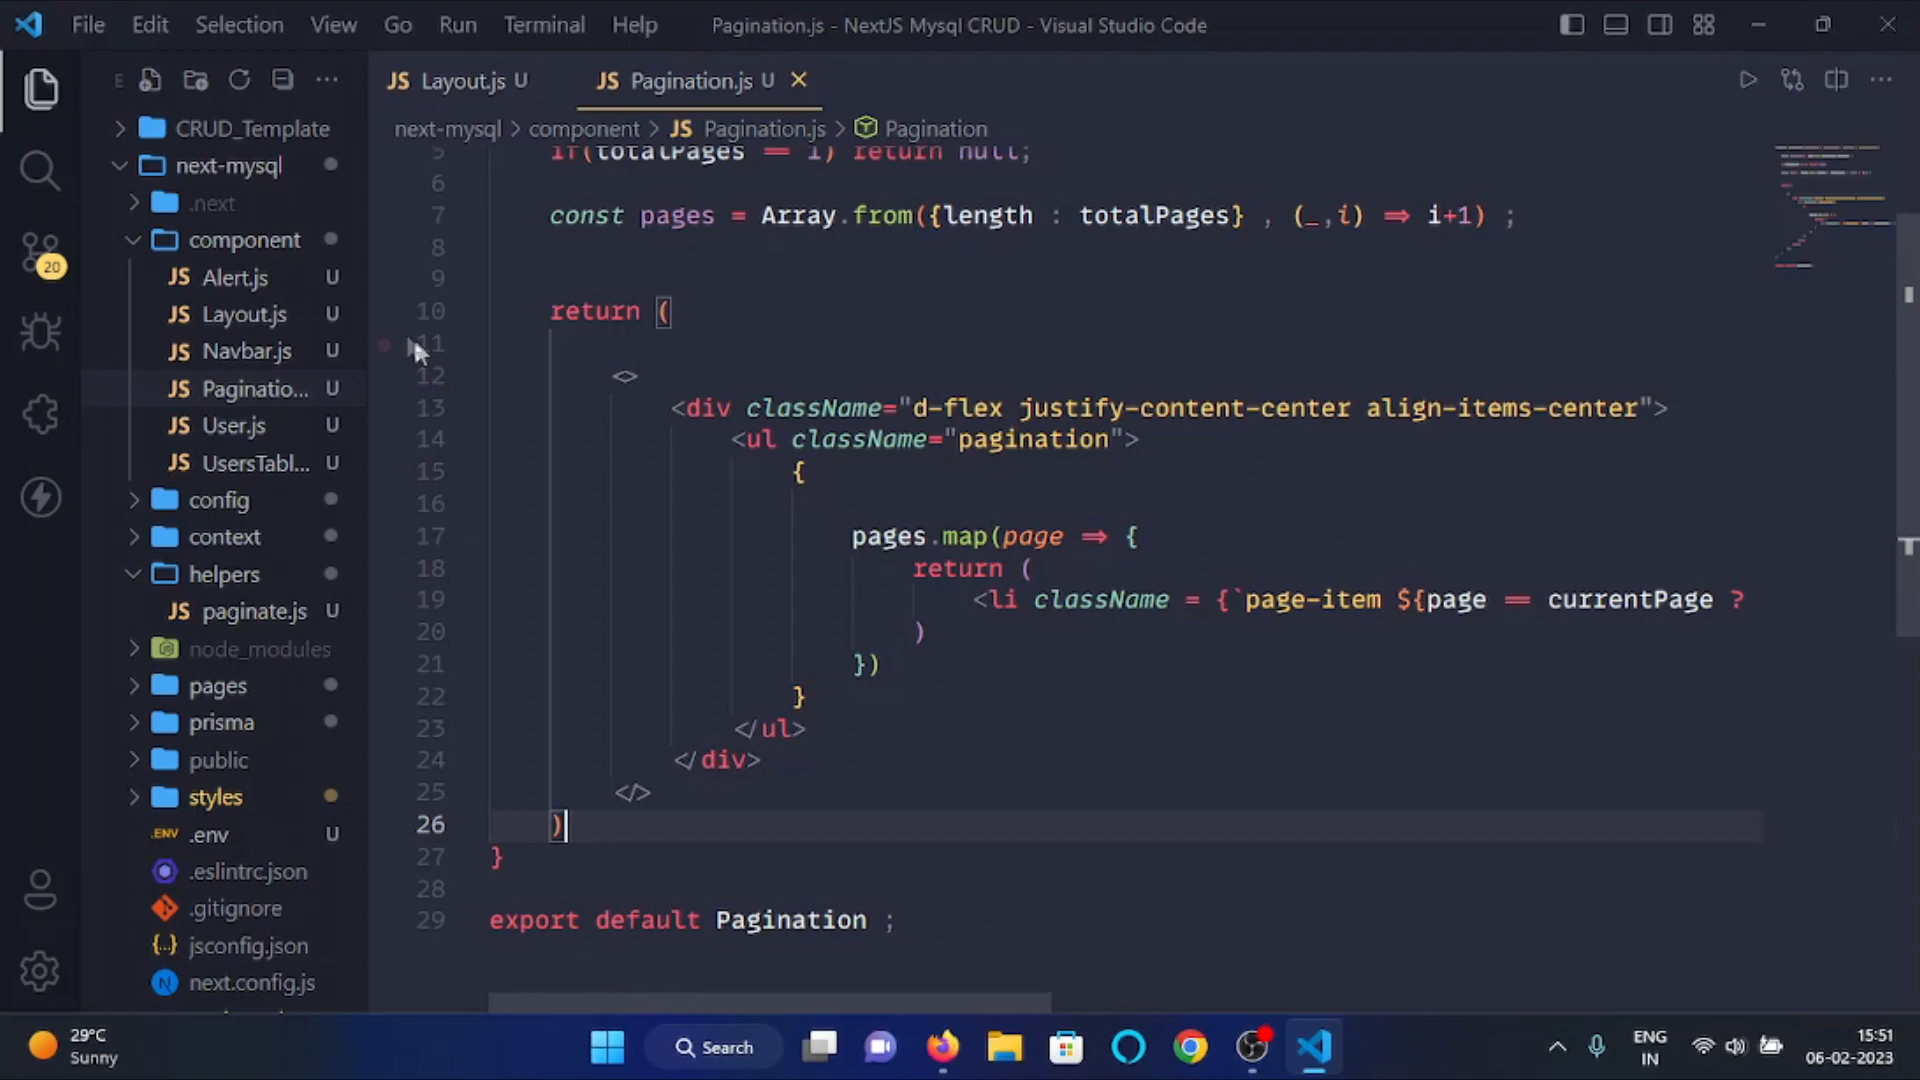 File Edit Selection View Go Run Terminal Help Pagination.js - NextJS Mysql CRUD - Visual Studio Code
E
JS Layout.js U JS Pagination.js U
next-mysql > component > JS Pagination.js > Pagination
CRUD_Template
next-mysql
.next
component
JS Alert.js U
JS Layout.js U
JS Navbar.js U
JS Paginatio... U
JS User.js U
JS UsersTabl... U
config
context
helpers
JS paginate.js U
node_modules
pages
prisma
public
styles
.ENV .env U
.eslintrc.json
.gitignore
{..} jsconfig.json
N next.config.js
20
5 if(totalPages == 1) return null;
6
7 const pages = Array.from({length : totalPages} , (_,i) => i+1) ;
8
9
10 return (
11
12 <>
13 <div className="d-flex justify-content-center align-items-center">
14 <ul className="pagination">
15 {
16
17 pages.map(page => {
18 return (
19 <li className = {`page-item ${page == currentPage ?
20 )
21 })
22 }
23 </ul>
24 </div>
25 </>
26 )
27 }
28
29 export default Pagination ;
29°C
Sunny
Search
ENG
IN
15:51
06-02-2023